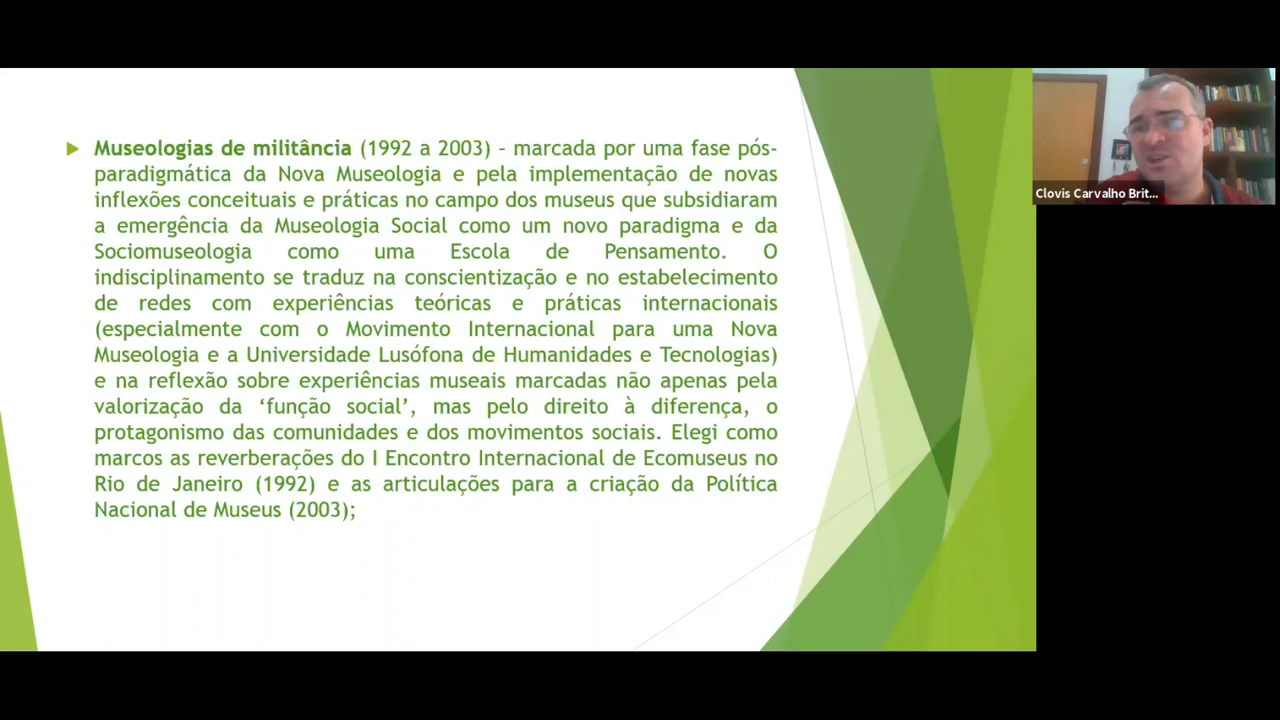 Museologias de militância (1992 a 2003) – marcada por uma fase pós-
paradigmática da Nova Museologia e pela implementação de novas
inflexões conceituais e práticas no campo dos museus que subsidiaram
a emergência da Museologia Social como um novo paradigma e da
Sociomuseologia como uma Escola de Pensamento. O
indisciplinamento se traduz na conscientização e no estabelecimento
de redes com experiências teóricas e práticas internacionais
(especialmente com o Movimento Internacional para uma Nova
Museologia e a Universidade Lusófona de Humanidades e Tecnologias)
e na reflexão sobre experiências museais marcadas não apenas pela
valorização da ‘função social’, mas pelo direito à diferença, o
protagonismo das comunidades e dos movimentos sociais. Elegi como
marcos as reverberações do I Encontro Internacional de Ecomuseus no
Rio de Janeiro (1992) e as articulações para a criação da Política
Nacional de Museus (2003);
Clovis Carvalho Brit...